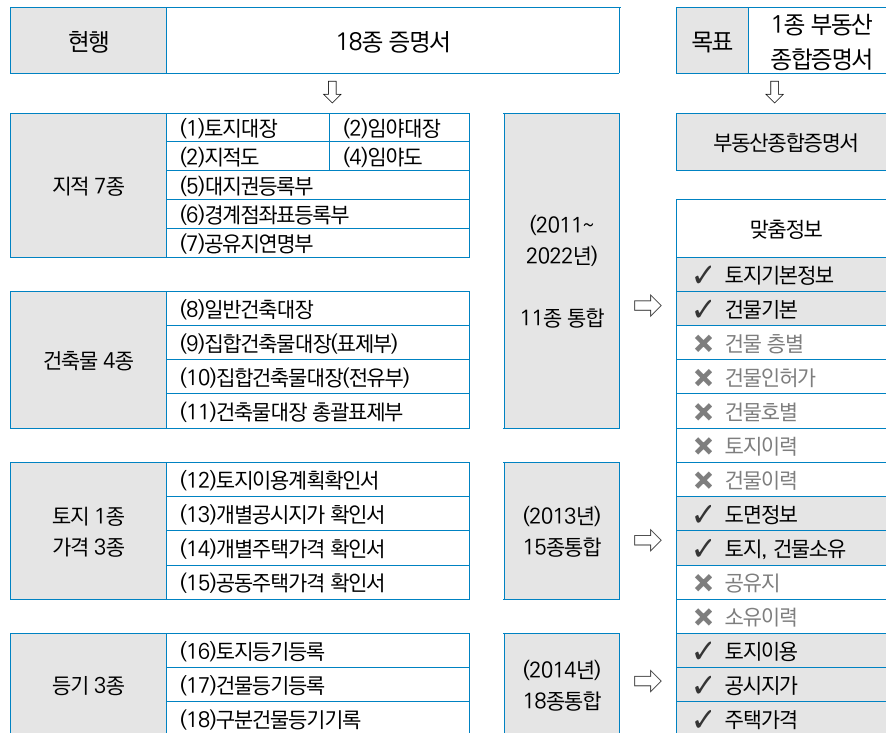 현행
18종 증명서
목표
1종 부동산
종합증명서
지적 7종
(1)토지대장
(2)임야대장
(2)지적도
(4)임야도
(5)대지권등록부
(6)경계점좌표등록부
(7)공유지연명부
건축물 4종
(8)일반건축대장
(9)집합건축물대장(표제부)
(10)집합건축물대장(전유부)
(11)건축물대장 총괄표제부
(2011~
2022년)
11종 통합
토지 1종
가격 3종
(12)토지이용계획확인서
(13)개별공시지가 확인서
(14)개별주택가격 확인서
(15)공동주택가격 확인서
(2013년)
15종통합
등기 3종
(16)토지등기등록
(17)건물등기등록
(18)구분건물등기기록
(2014년)
18종통합
부동산종합증명서
맞춤정보
✓ 토지기본정보
✓ 건물기본
✖ 건물 층별
✖ 건물인허가
✖ 건물호별
✖ 토지이력
✖ 건물이력
✓ 도면정보
✓ 토지, 건물소유
✖ 공유지
✖ 소유이력
✓ 토지이용
✓ 공시지가
✓ 주택가격